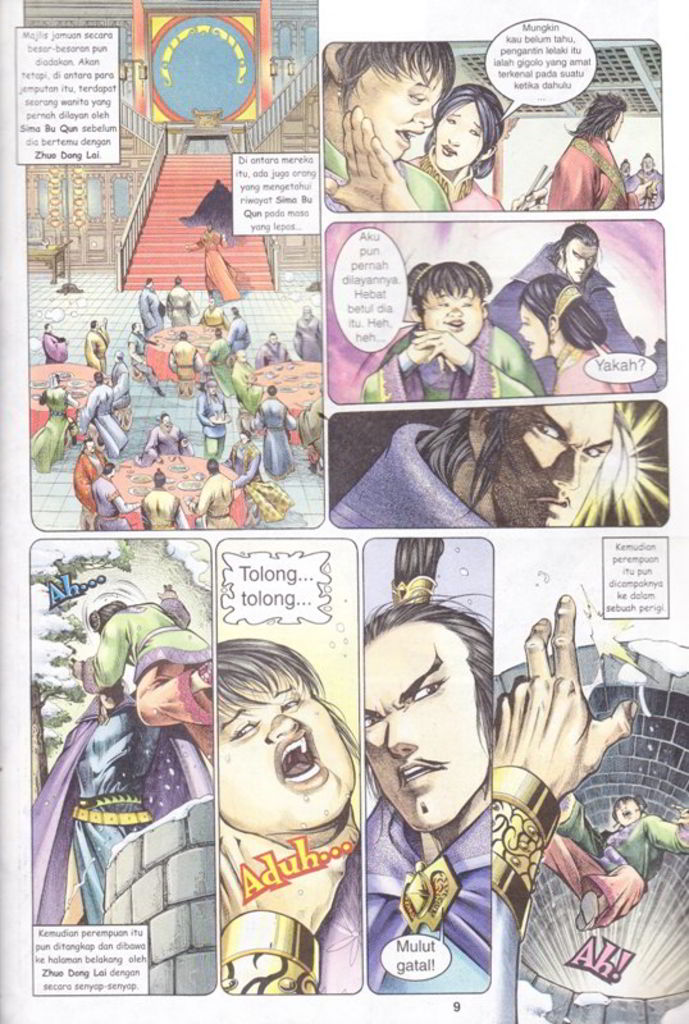 Majlis jamuan secara
besar-besaran pun
diadakan. Akan
tetapi, di antara para
jemputan itu, terdapat
seorang wanita yang
pernah dilayan oleh
Sima Bu Qun sebelum
dia bertemu dengan
Zhuo Dong Lai.
Di antara mereka
itu, ada juga orang
yang mengetahui
riwayat Sima Bu
Qun pada masa
yang lepas...
Mungkin
kau belum tahu,
pengantin lelaki itu
ialah gigolo yang amat
terkenal pada suatu
ketika dahulu
...
Aku
pun
pernah
dilayannya.
Hebat
betul dia
itu. Heh,
heh...
Yakah?
Ah...
Kemudian perempuan itu
pun ditangkap dan dibawa
ke halaman belakang oleh
Zhuo Dong Lai dengan
secara senyap-senyap.
Tolong...
tolong...
Aduh...
Mulut
gatal!
Kemudian
perempuan
itu pun
dicampaknya
ke dalam
sebuah perigi.
Ah!
9